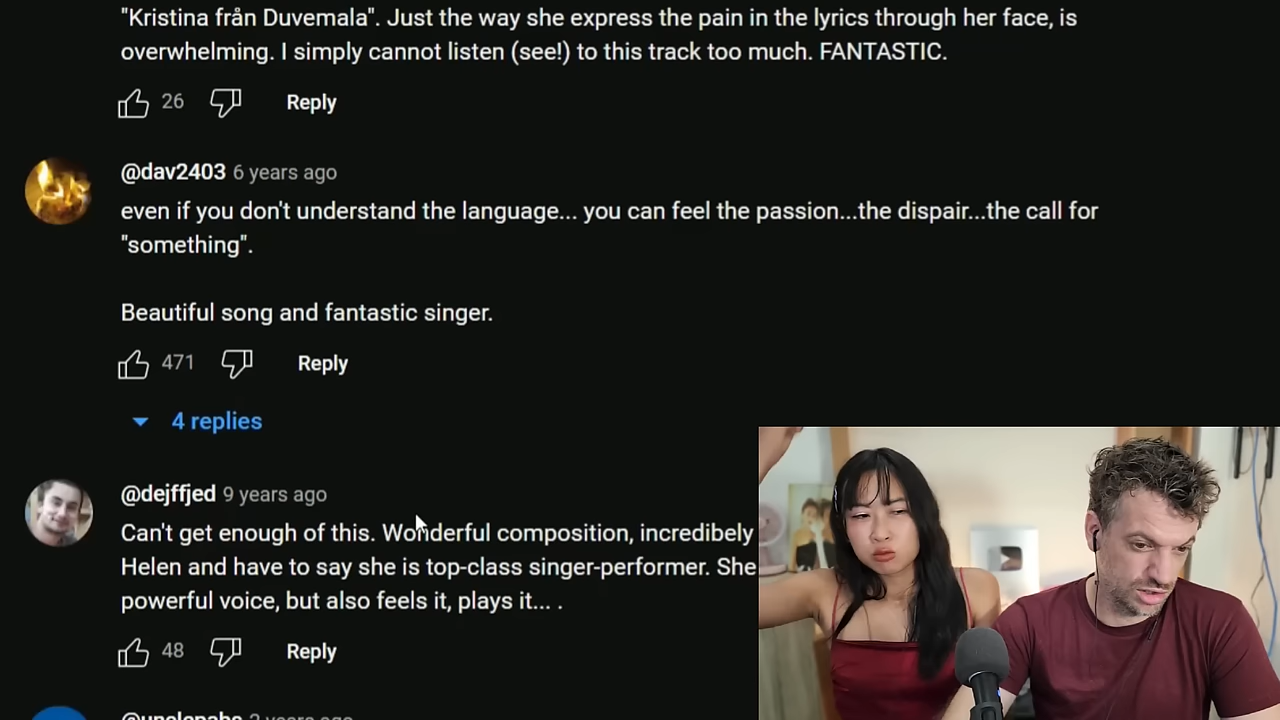 "Kristina från Duvemala". Just the way she express the pain in the lyrics through her face, is
overwhelming. I simply cannot listen (see!) to this track too much. FANTASTIC.
26 Reply
@dav2403 6 years ago
even if you don't understand the language... you can feel the passion...the dispair...the call for
"something".
Beautiful song and fantastic singer.
471 Reply
4 replies
@dejffjed 9 years ago
Can't get enough of this. Wonderful composition, incredibely
Helen and have to say she is top-class singer-performer. She
powerful voice, but also feels it, plays it... .
48 Reply